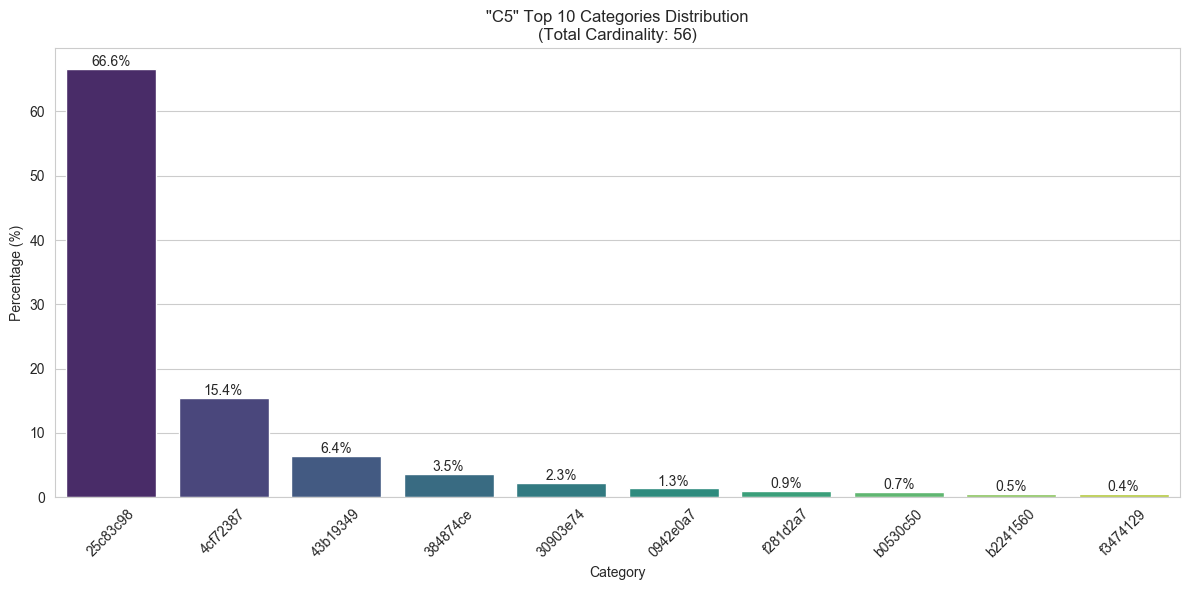 "C5" Top 10 Categories Distribution
(Total Cardinality: 56)
Percentage (%)
60
50
40
30
20
10
0
66.6%
15.4%
6.4%
3.5%
2.3%
1.3%
0.9%
0.7%
0.5%
0.4%
25c83c98
4cf72387
43b19349
384874ce
30903e74
0942e0a7
f281d2a7
b0530c50
b2241560
f3474129
Category